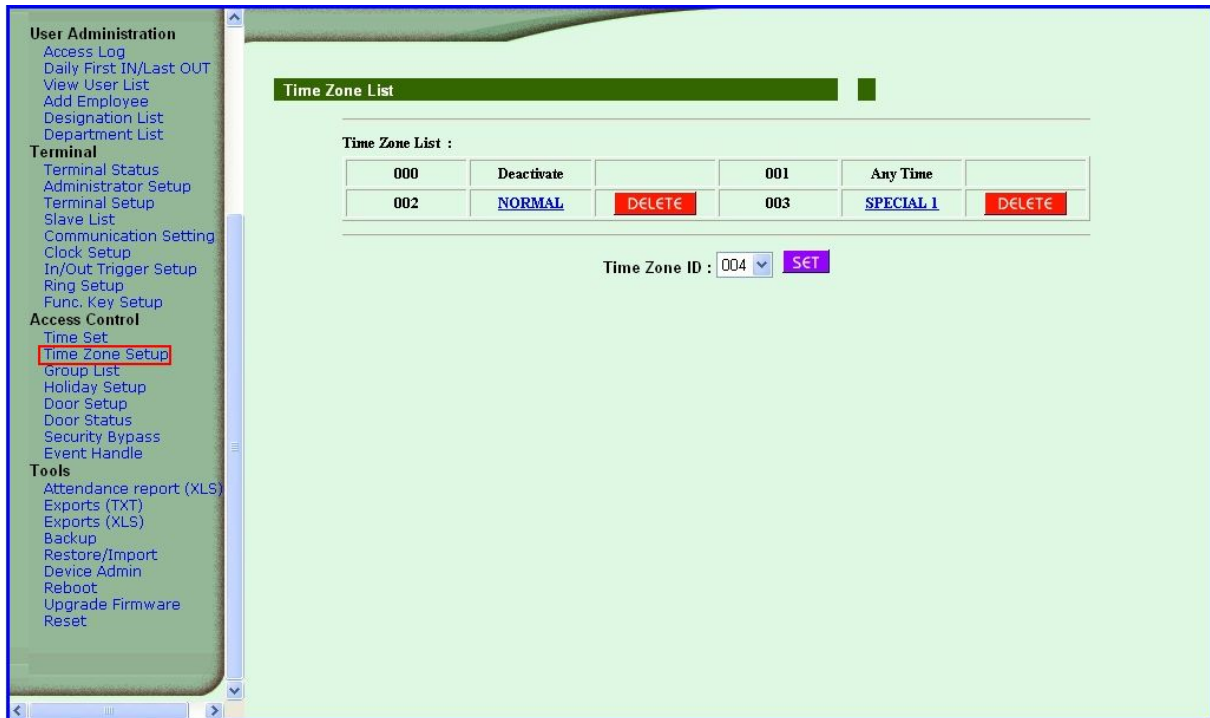 User Administration
Access Log
Daily First IN/Last OUT
View User List
Add Employee
Designation List
Department List
Terminal
Terminal Status
Administrator Setup
Terminal Setup
Slave List
Communication Setting
Clock Setup
In/Out Trigger Setup
Ring Setup
Func. Key Setup
Access Control
Time Set
Time Zone Setup
Group List
Holiday Setup
Door Setup
Door Status
Security Bypass
Event Handle
Tools
Attendance report (XLS)
Exports (TXT)
Exports (XLS)
Backup
Restore/Import
Device Admin
Reboot
Upgrade Firmware
Reset
Time Zone List
Time Zone List :
000 Deactivate 001 Any Time
002 NORMAL DELETE 003 SPECIAL 1 DELETE
Time Zone ID : 004 SET